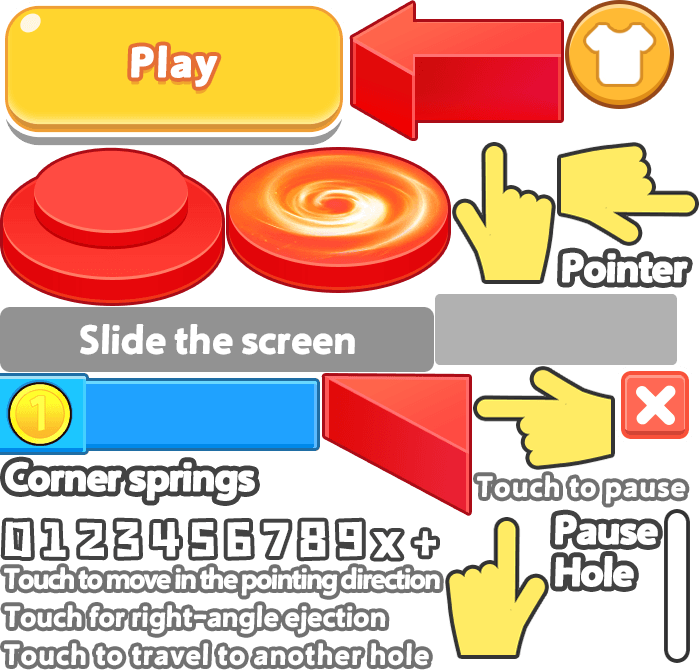 Play
Pointer
Slide the screen
1
Corner springs
Touch to pause
0123456789x+
Pause
Hole
Touch to move in the pointing direction
Touch for right-angle ejection
Touch to travel to another hole